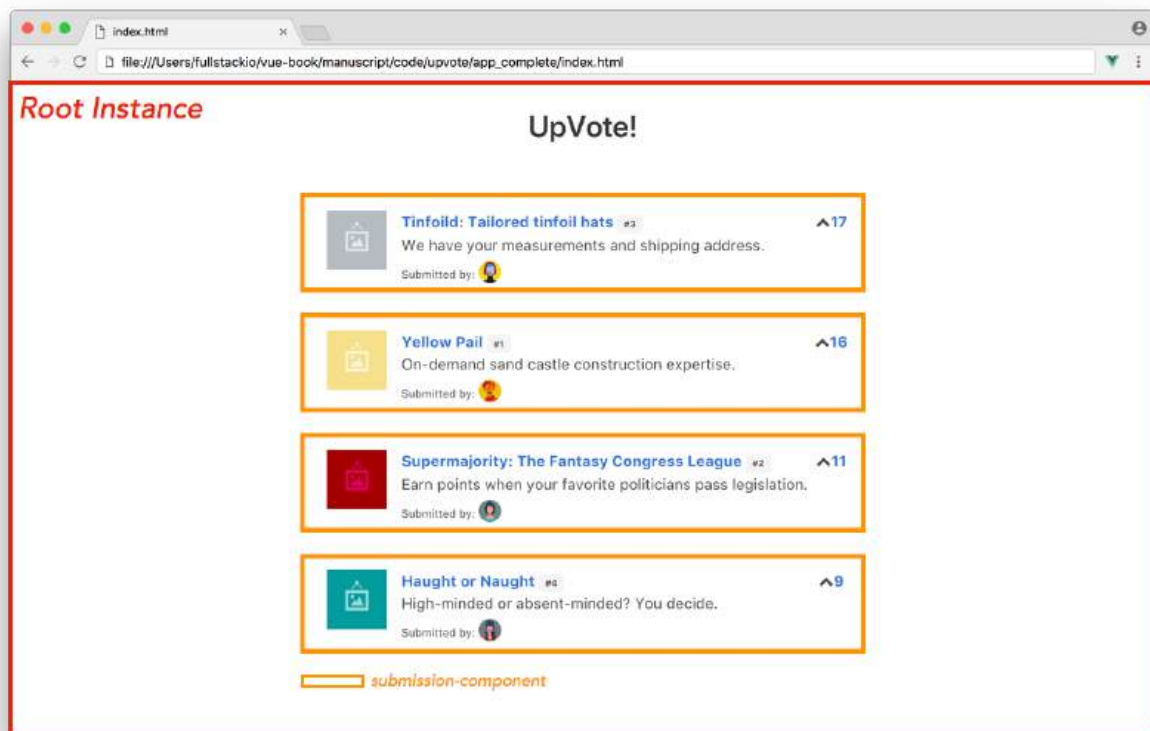 index.html
file:///Users/fullstackio/vue-book/manuscript/code/upvote/app_complete/index.html
Root Instance
UpVote!
Tinfoild: Tailored tinfoil hats #3 17
We have your measurements and shipping address.
Submitted by:
Yellow Pail #1 16
On-demand sand castle construction expertise.
Submitted by:
Supermajority: The Fantasy Congress League #2 11
Earn points when your favorite politicians pass legislation.
Submitted by:
Haught or Naught #4 9
High-minded or absent-minded? You decide.
Submitted by:
submission-component